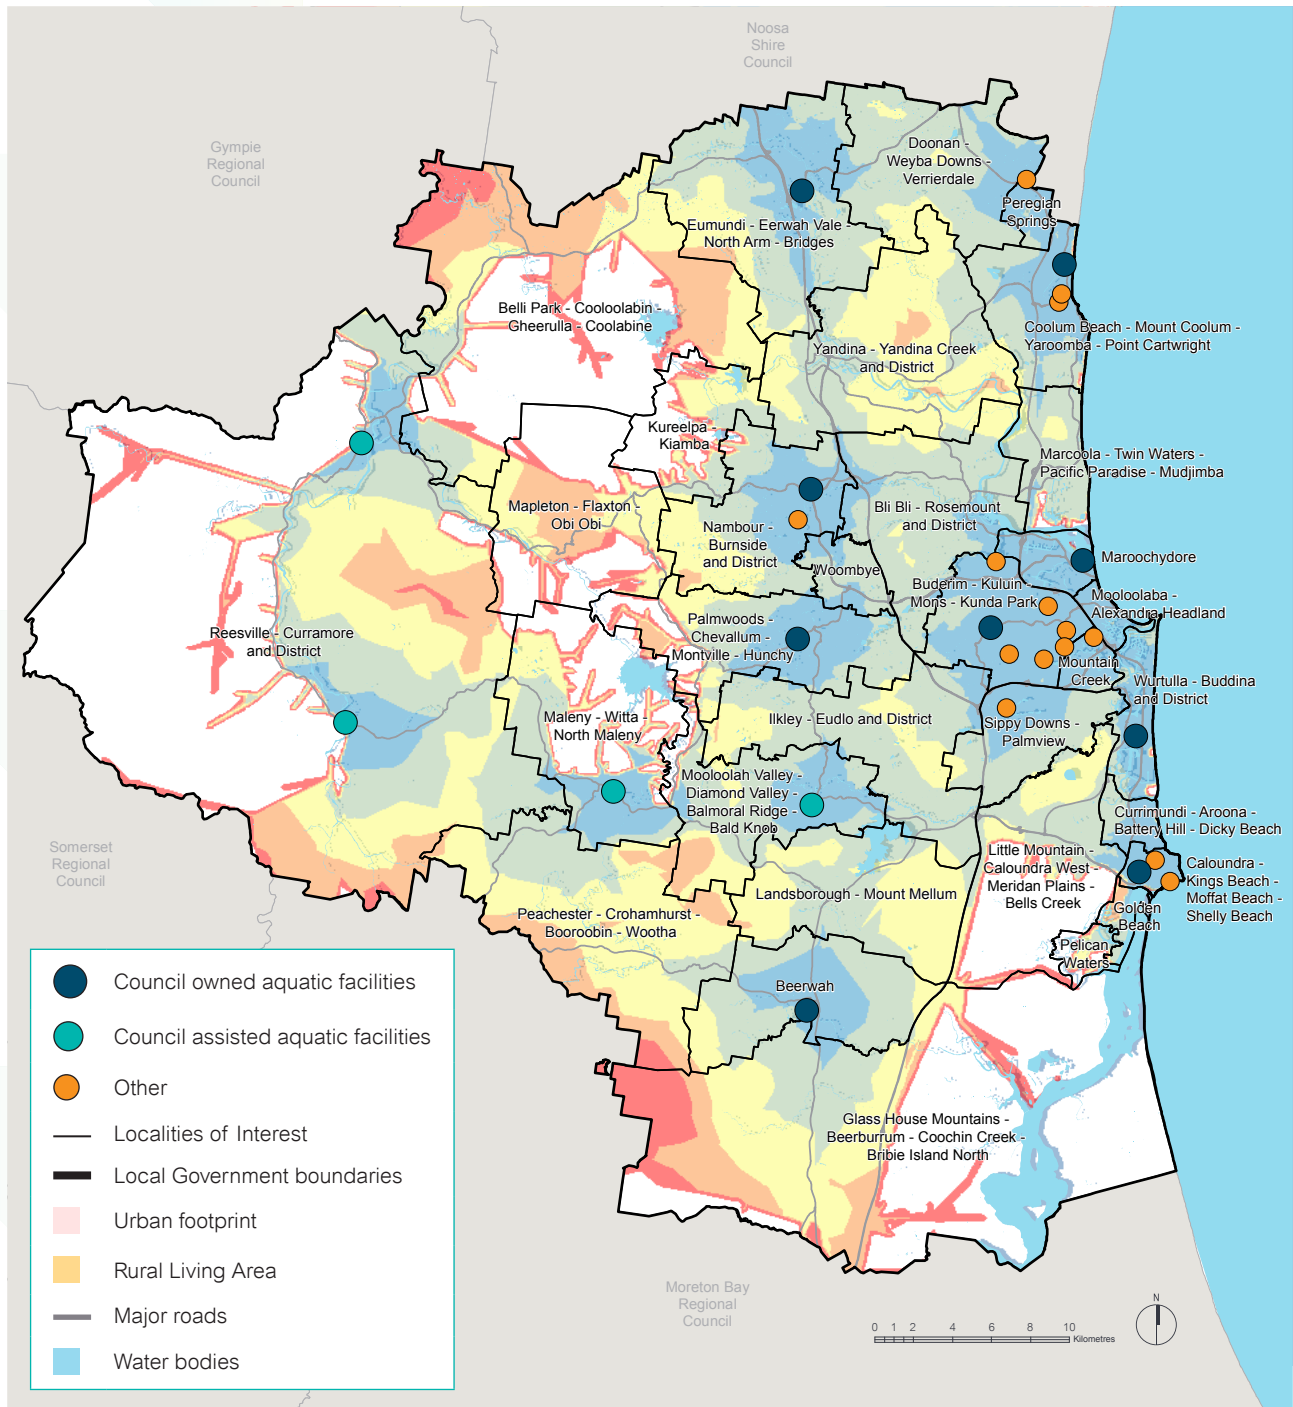 Noosa
Shire
Council
Gympie
Regional
Council
Doonan -
Weyba Downs -
Verrierdale
Peregian
Springs
Eumundi - Eerwah Vale -
North Arm - Bridges
Belli Park - Cooloolabin -
Gheerulla - Coolabine
Coolum Beach - Mount Coolum -
Yaroomba - Point Cartwright
Yandina - Yandina Creek
and District
Kureelpa -
Kiamba
Marcoola - Twin Waters -
Pacific Paradise - Mudjimba
Mapleton - Flaxton -
Obi Obi
Bli Bli - Rosemount
and District
Nambour -
Burnside
and District
Woombye
Maroochydore
Buderim - Kuluin -
Mons - Kunda Park
Mooloolaba -
Alexandra Headland
Reesville - Curramore
and District
Palmwoods -
Chevallum -
Montville - Hunchy
Mountain
Creek
Wurtulla - Buddina
and District
Maleny - Witta -
North Maleny
Ilkley - Eudlo and District
Sippy Downs -
Palmview
Mooloolah Valley -
Diamond Valley -
Balmoral Ridge -
Bald Knob
Currimundi - Aroona -
Battery Hill - Dicky Beach
Somerset
Regional
Council
Little Mountain -
Caloundra West -
Meridan Plains -
Bells Creek
Caloundra -
Kings Beach -
Moffat Beach -
Shelly Beach
Landsborough - Mount Mellum
Golden
Beach
Peachester - Crohamhurst -
Booroobin - Wootha
Pelican
Waters
Beerwah
Glass House Mountains -
Beerburrum - Coochin Creek -
Bribie Island North
Moreton Bay
Regional
Council
Council owned aquatic facilities
Council assisted aquatic facilities
Other
Localities of Interest
Local Government boundaries
Urban footprint
Rural Living Area
Major roads
Water bodies
N
0 1 2 4 6 8 10
Kilometres